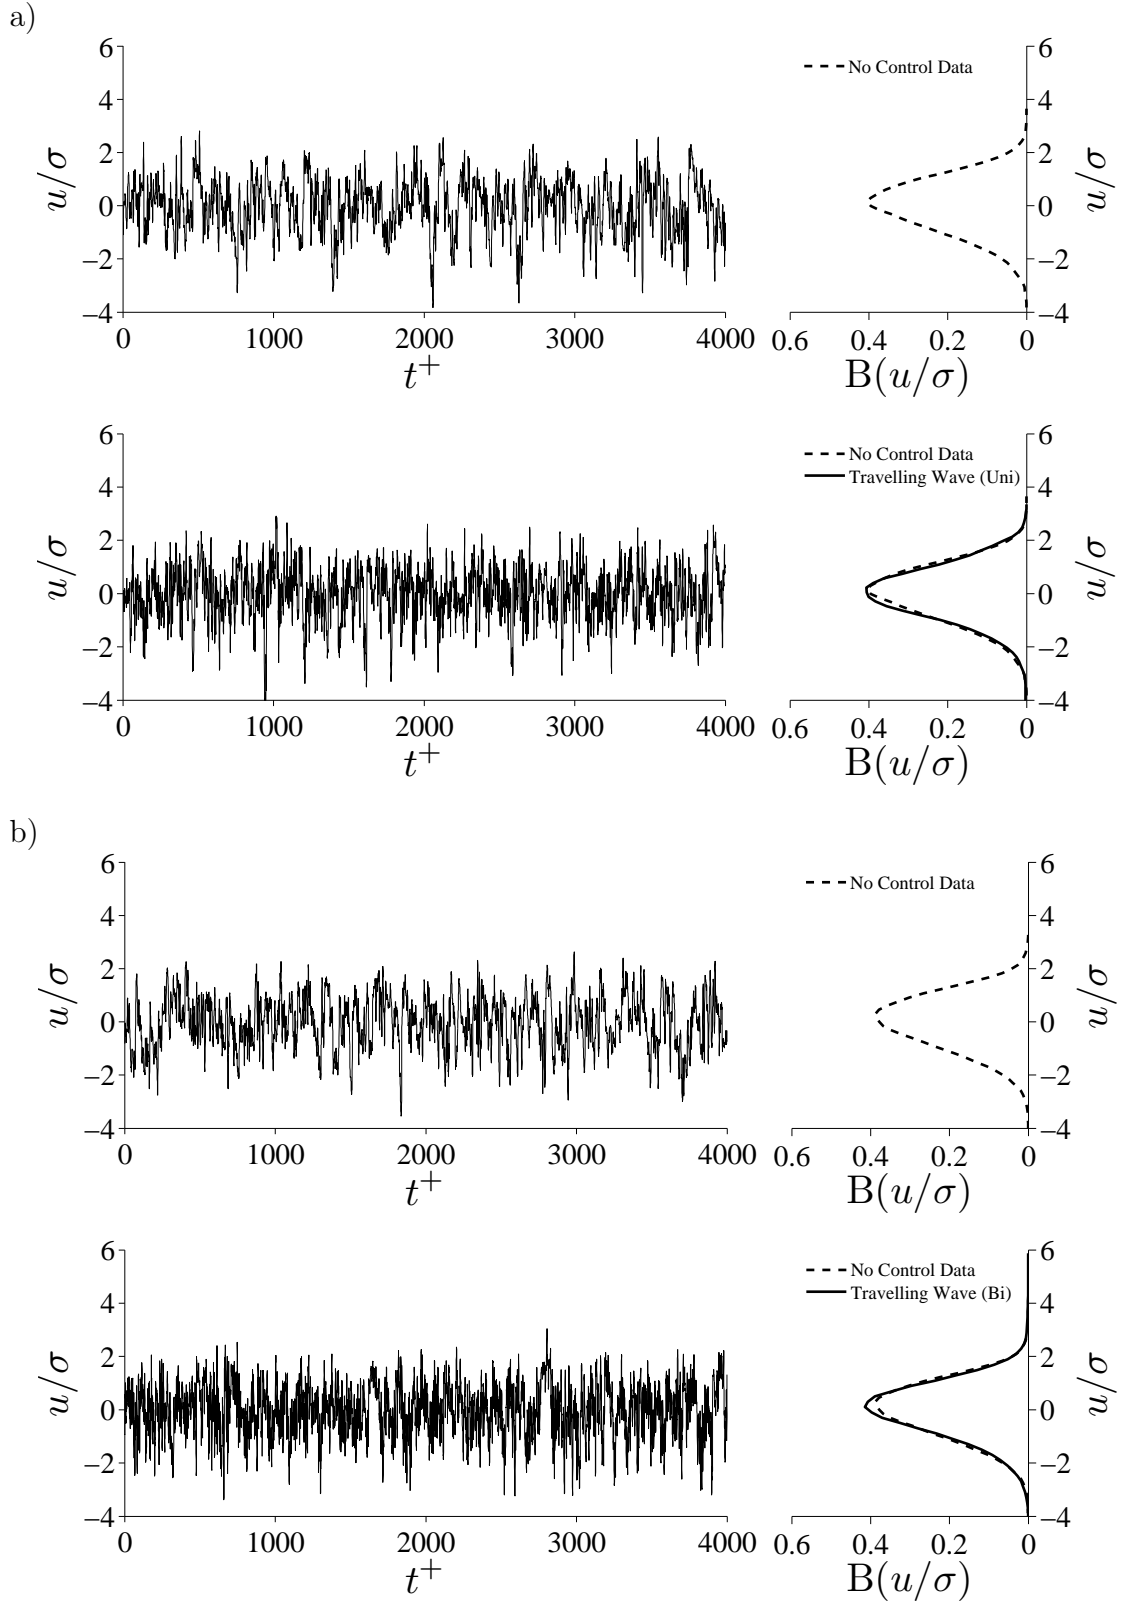 a)
6
4
2
0
−2
−4
u/σ
0 1000 2000 3000 4000
t+
No Control Data
6
4
2
0
−2
−4
u/σ
0.6 0.4 0.2 0
B(u/σ)
6
4
2
0
−2
−4
u/σ
0 1000 2000 3000 4000
t+
No Control Data
Travelling Wave (Uni)
6
4
2
0
−2
−4
u/σ
0.6 0.4 0.2 0
B(u/σ)
b)
6
4
2
0
−2
−4
u/σ
0 1000 2000 3000 4000
t+
No Control Data
6
4
2
0
−2
−4
u/σ
0.6 0.4 0.2 0
B(u/σ)
6
4
2
0
−2
−4
u/σ
0 1000 2000 3000 4000
t+
No Control Data
Travelling Wave (Bi)
6
4
2
0
−2
−4
u/σ
0.6 0.4 0.2 0
B(u/σ)